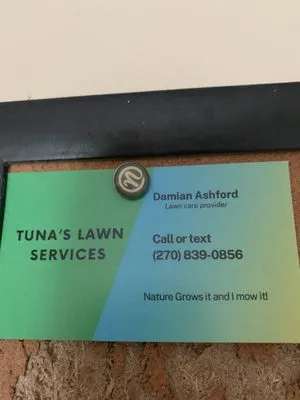 TUNA'S LAWN
SERVICES
Damian Ashford
Lawn care provider
Call or text
(270) 839-0856
Nature Grows it and I mow it!